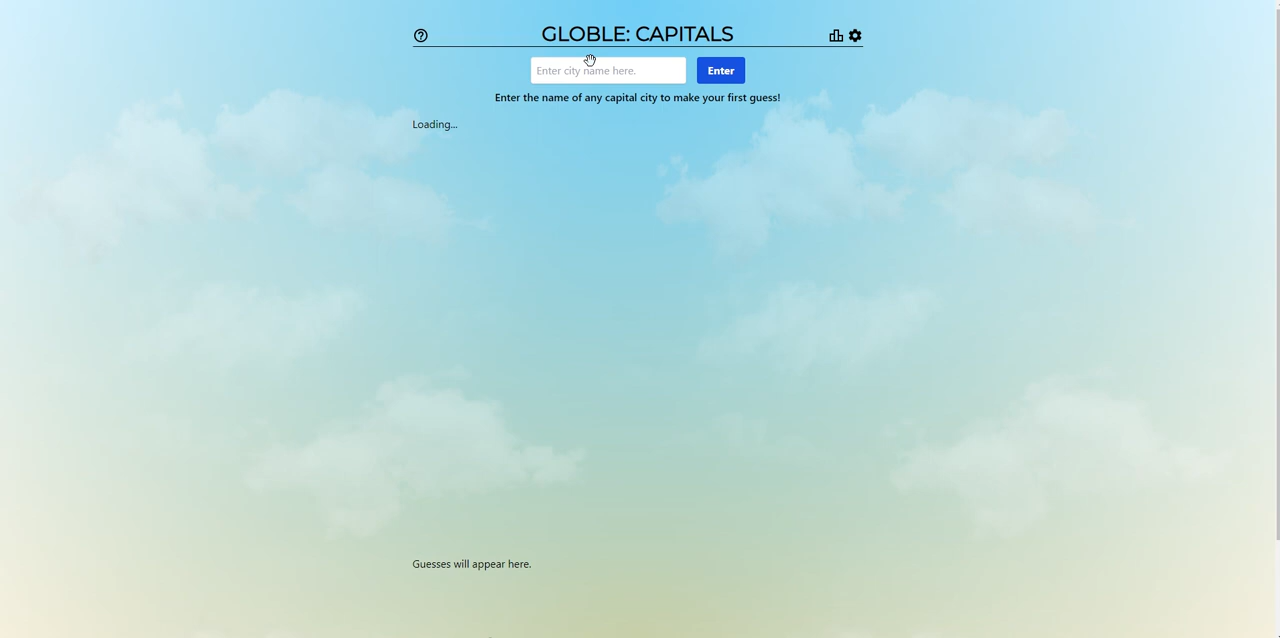 GLOBLE: CAPITALS
Enter city name here.
Enter
Enter the name of any capital city to make your first guess!
Loading...
Guesses will appear here.